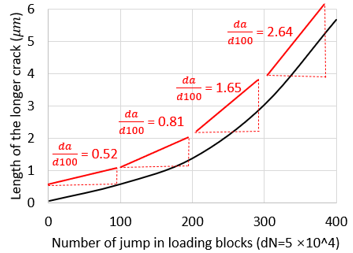 Length of the longer crack (μm)
6
5
4
3
2
1
0
da/d100 = 2.64
da/d100 = 1.65
da/d100 = 0.81
da/d100 = 0.52
0 100 200 300 400
Number of jump in loading blocks (dN=5 ×10^4)